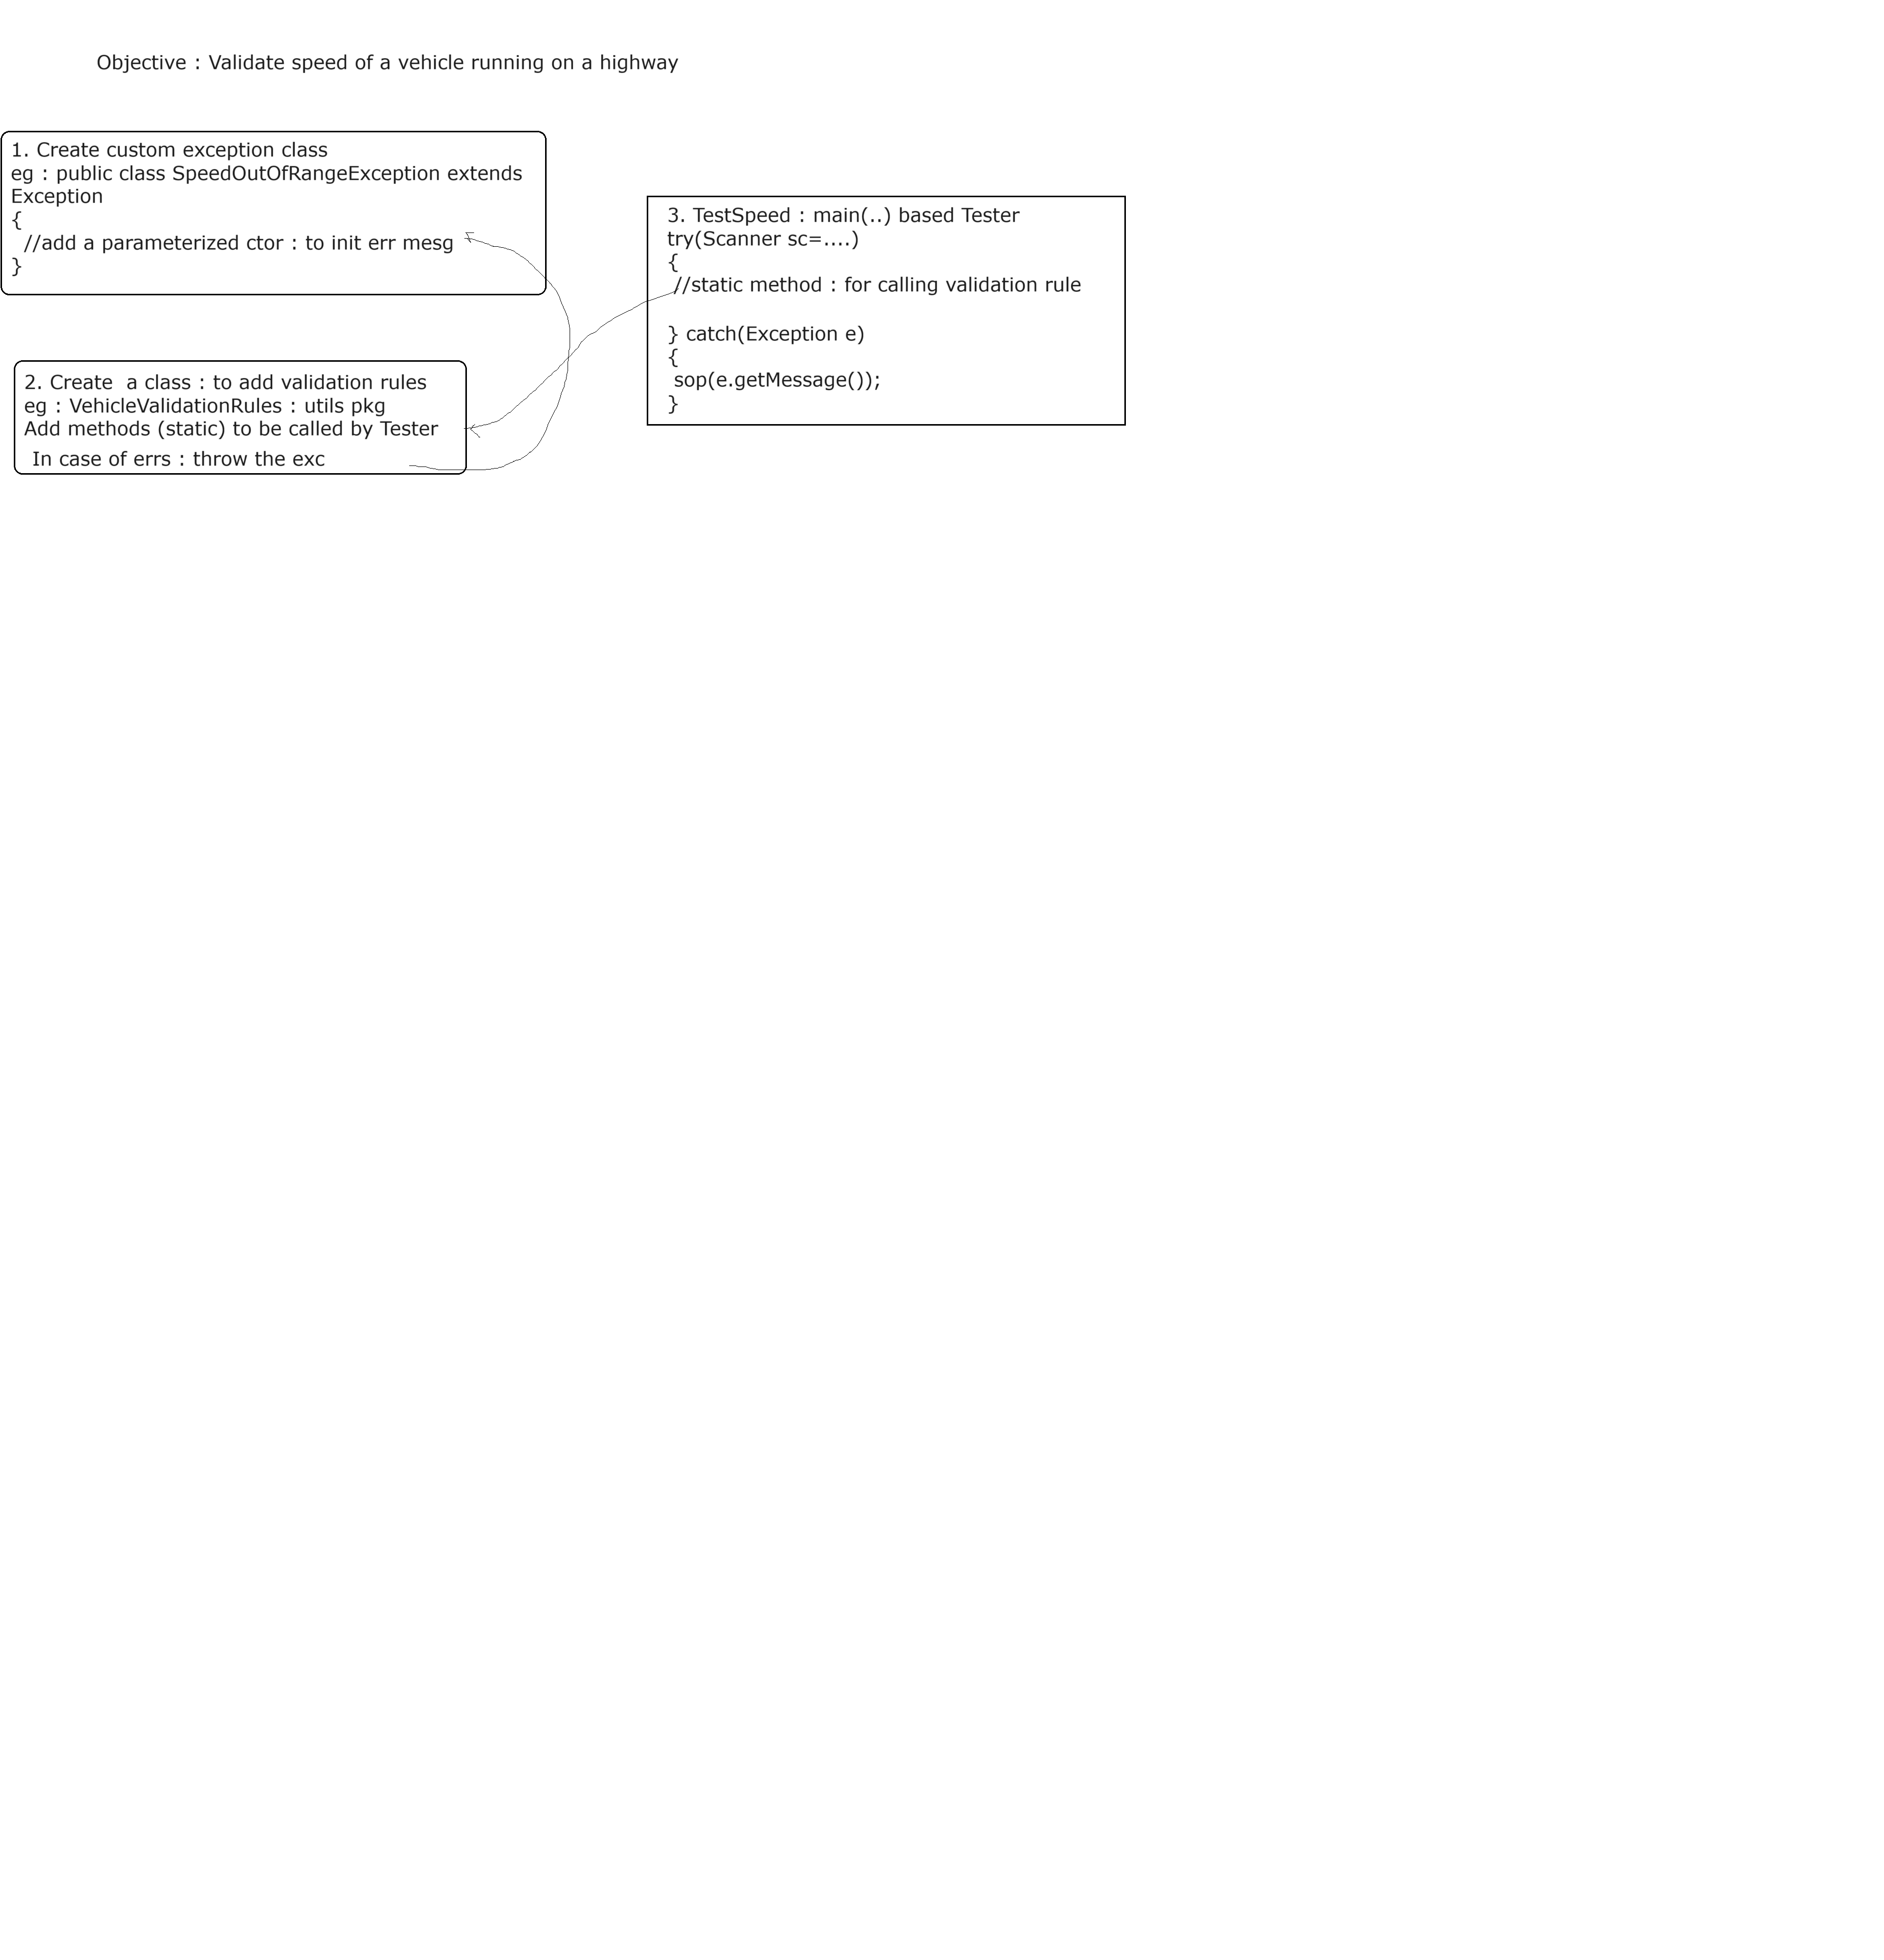 Objective : Validate speed of a vehicle running on a highway
1. Create custom exception class
eg : public class SpeedOutOfRangeException extends
Exception
{
//add a parameterized ctor : to init err mesg
}
2. Create  a class : to add validation rules
eg : VehicleValidationRules : utils pkg
Add methods (static) to be called by Tester
In case of errs : throw the exc
3. TestSpeed : main(..) based Tester
try(Scanner sc=....)
{
//static method : for calling validation rule
} catch(Exception e)
{
sop(e.getMessage());
}